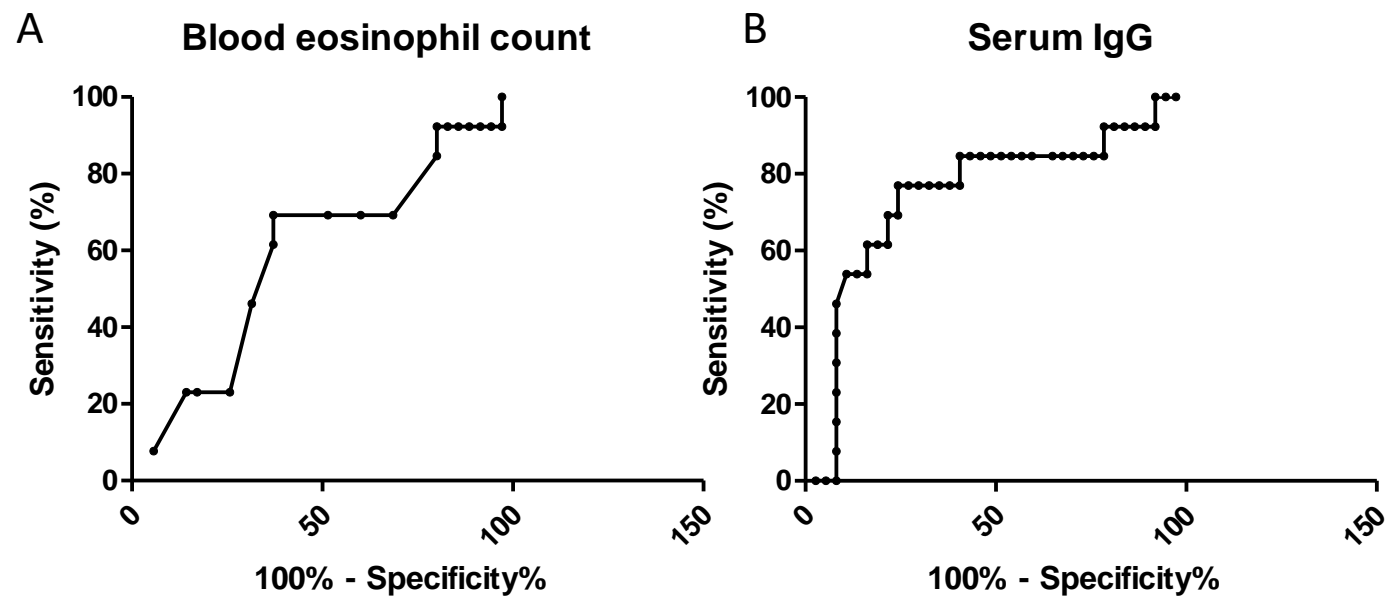 A
Blood eosinophil count
Sensitivity (%)
100
80
60
40
20
0
0 50 100 150
100% - Specificity%
B
Serum IgG
Sensitivity (%)
100
80
60
40
20
0
0 50 100 150
100% - Specificity%